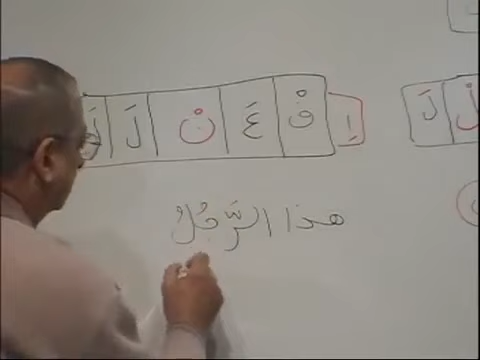 اِ فْ عَ نْ لَ لَ
لْ لَ
هذا الرَّجُلُ